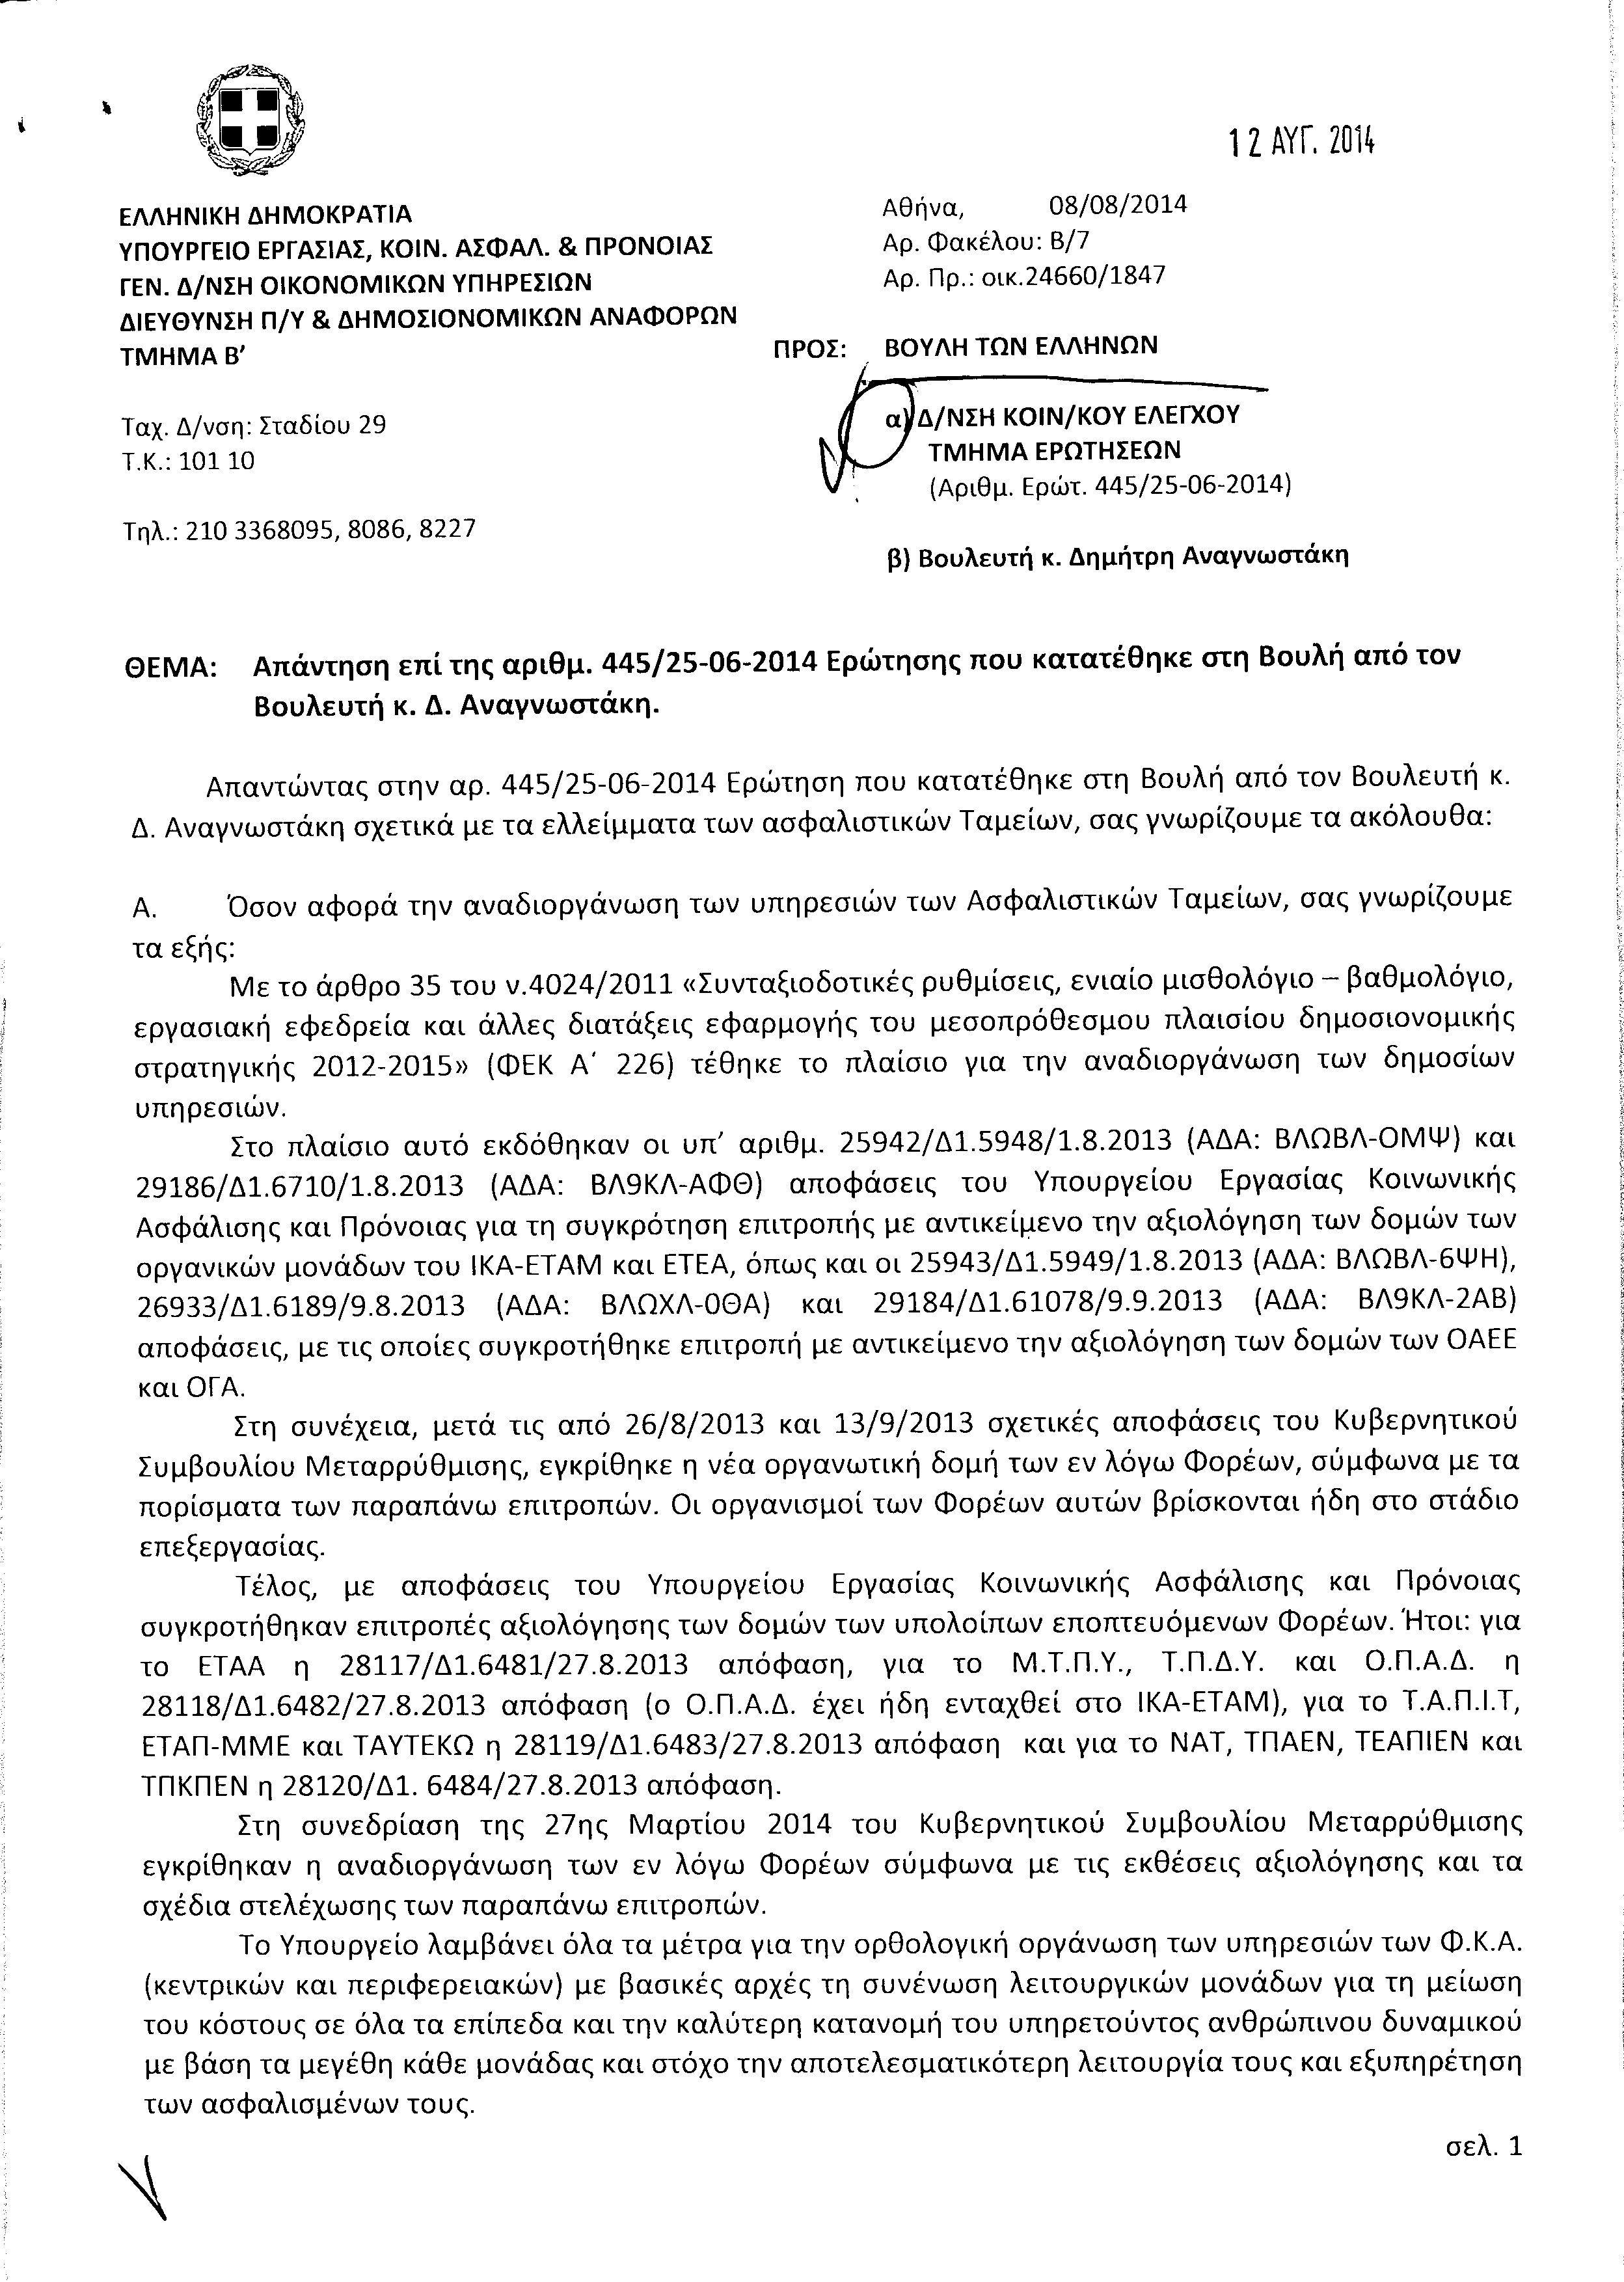 12 ΑΥΓ. 2014
ΕΛΛΗΝΙΚΗ ΔΗΜΟΚΡΑΤΙΑ
ΥΠΟΥΡΓΕΙΟ ΕΡΓΑΣΙΑΣ, ΚΟΙΝ. ΑΣΦΑΛ. & ΠΡΟΝΟΙΑΣ
ΓΕΝ. Δ/ΝΣΗ ΟΙΚΟΝΟΜΙΚΩΝ ΥΠΗΡΕΣΙΩΝ
ΔΙΕΥΘΥΝΣΗ Π/Υ & ΔΗΜΟΣΙΟΝΟΜΙΚΩΝ ΑΝΑΦΟΡΩΝ
ΤΜΗΜΑ Β’
Ταχ. Δ/νση: Σταδίου 29
Τ.Κ.: 101 10
Τηλ.: 210 3368095, 8086, 8227
Αθήνα, 08/08/2014
Αρ. Φακέλου: Β/7
Αρ. Πρ.: οικ.24660/1847
ΠΡΟΣ: ΒΟΥΛΗ ΤΩΝ ΕΛΛΗΝΩΝ
α) Δ/ΝΣΗ ΚΟΙΝ/ΚΟΥ ΕΛΕΓΧΟΥ
ΤΜΗΜΑ ΕΡΩΤΗΣΕΩΝ
(Αριθμ. Ερώτ. 445/25-06-2014)
β) Βουλευτή κ. Δημήτρη Αναγνωστάκη
ΘΕΜΑ: Απάντηση επί της αριθμ. 445/25-06-2014 Ερώτησης που κατατέθηκε στη Βουλή από τον
Βουλευτή κ. Δ. Αναγνωστάκη.
Απαντώντας στην αρ. 445/25-06-2014 Ερώτηση που κατατέθηκε στη Βουλή από τον Βουλευτή κ.
Δ. Αναγνωστάκη σχετικά με τα ελλείμματα των ασφαλιστικών Ταμείων, σας γνωρίζουμε τα ακόλουθα:
Α. Όσον αφορά την αναδιοργάνωση των υπηρεσιών των Ασφαλιστικών Ταμείων, σας γνωρίζουμε
τα εξής:
Με το άρθρο 35 του ν.4024/2011 «Συνταξιοδοτικές ρυθμίσεις, ενιαίο μισθολόγιο – βαθμολόγιο,
εργασιακή εφεδρεία και άλλες διατάξεις εφαρμογής του μεσοπρόθεσμου πλαισίου δημοσιονομικής
στρατηγικής 2012-2015» (ΦΕΚ Α΄ 226) τέθηκε το πλαίσιο για την αναδιοργάνωση των δημοσίων
υπηρεσιών.
Στο πλαίσιο αυτό εκδόθηκαν οι υπ’ αριθμ. 25942/Δ1.5948/1.8.2013 (ΑΔΑ: ΒΛΩΒΛ-ΟΜΨ) και
29186/Δ1.6710/1.8.2013 (ΑΔΑ: ΒΛ9ΚΛ-ΑΦΘ) αποφάσεις του Υπουργείου Εργασίας Κοινωνικής
Ασφάλισης και Πρόνοιας για τη συγκρότηση επιτροπής με αντικείμενο την αξιολόγηση των δομών των
οργανικών μονάδων του ΙΚΑ-ΕΤΑΜ και ΕΤΕΑ, όπως και οι 25943/Δ1.5949/1.8.2013 (ΑΔΑ: ΒΛΩΒΛ-6ΨΗ),
26933/Δ1.6189/9.8.2013 (ΑΔΑ: ΒΛΩΧΛ-0ΘΑ) και 29184/Δ1.61078/9.9.2013 (ΑΔΑ: ΒΛ9ΚΛ-2ΑΒ)
αποφάσεις, με τις οποίες συγκροτήθηκε επιτροπή με αντικείμενο την αξιολόγηση των δομών των ΟΑΕΕ
και ΟΓΑ.
Στη συνέχεια, μετά τις από 26/8/2013 και 13/9/2013 σχετικές αποφάσεις του Κυβερνητικού
Συμβουλίου Μεταρρύθμισης, εγκρίθηκε η νέα οργανωτική δομή των εν λόγω Φορέων, σύμφωνα με τα
πορίσματα των παραπάνω επιτροπών. Οι οργανισμοί των Φορέων αυτών βρίσκονται ήδη στο στάδιο
επεξεργασίας.
Τέλος, με αποφάσεις του Υπουργείου Εργασίας Κοινωνικής Ασφάλισης και Πρόνοιας
συγκροτήθηκαν επιτροπές αξιολόγησης των δομών των υπολοίπων εποπτευόμενων Φορέων. Ήτοι: για
το ΕΤΑΑ η 28117/Δ1.6481/27.8.2013 απόφαση, για το Μ.Τ.Π.Υ., Τ.Π.Δ.Υ. και Ο.Π.Α.Δ. η
28118/Δ1.6482/27.8.2013 απόφαση (ο Ο.Π.Α.Δ. έχει ήδη ενταχθεί στο ΙΚΑ-ΕΤΑΜ), για το Τ.Α.Π.Ι.Τ,
ΕΤΑΠ-ΜΜΕ και ΤΑΥΤΕΚΩ η 28119/Δ1.6483/27.8.2013 απόφαση και για το ΝΑΤ, ΤΠΑΕΝ, ΤΕΑΠΙΕΝ και
ΤΠΚΠΕΝ η 28120/Δ1. 6484/27.8.2013 απόφαση.
Στη συνεδρίαση της 27ης Μαρτίου 2014 του Κυβερνητικού Συμβουλίου Μεταρρύθμισης
εγκρίθηκαν η αναδιοργάνωση των εν λόγω Φορέων σύμφωνα με τις εκθέσεις αξιολόγησης και τα
σχέδια στελέχωσης των παραπάνω επιτροπών.
Το Υπουργείο λαμβάνει όλα τα μέτρα για την ορθολογική οργάνωση των υπηρεσιών των Φ.Κ.Α.
(κεντρικών και περιφερειακών) με βασικές αρχές τη συνένωση λειτουργικών μονάδων για τη μείωση
του κόστους σε όλα τα επίπεδα και την καλύτερη κατανομή του υπηρετούντος ανθρώπινου δυναμικού
με βάση τα μεγέθη κάθε μονάδας και στόχο την αποτελεσματικότερη λειτουργία τους και εξυπηρέτηση
των ασφαλισμένων τους.
σελ. 1